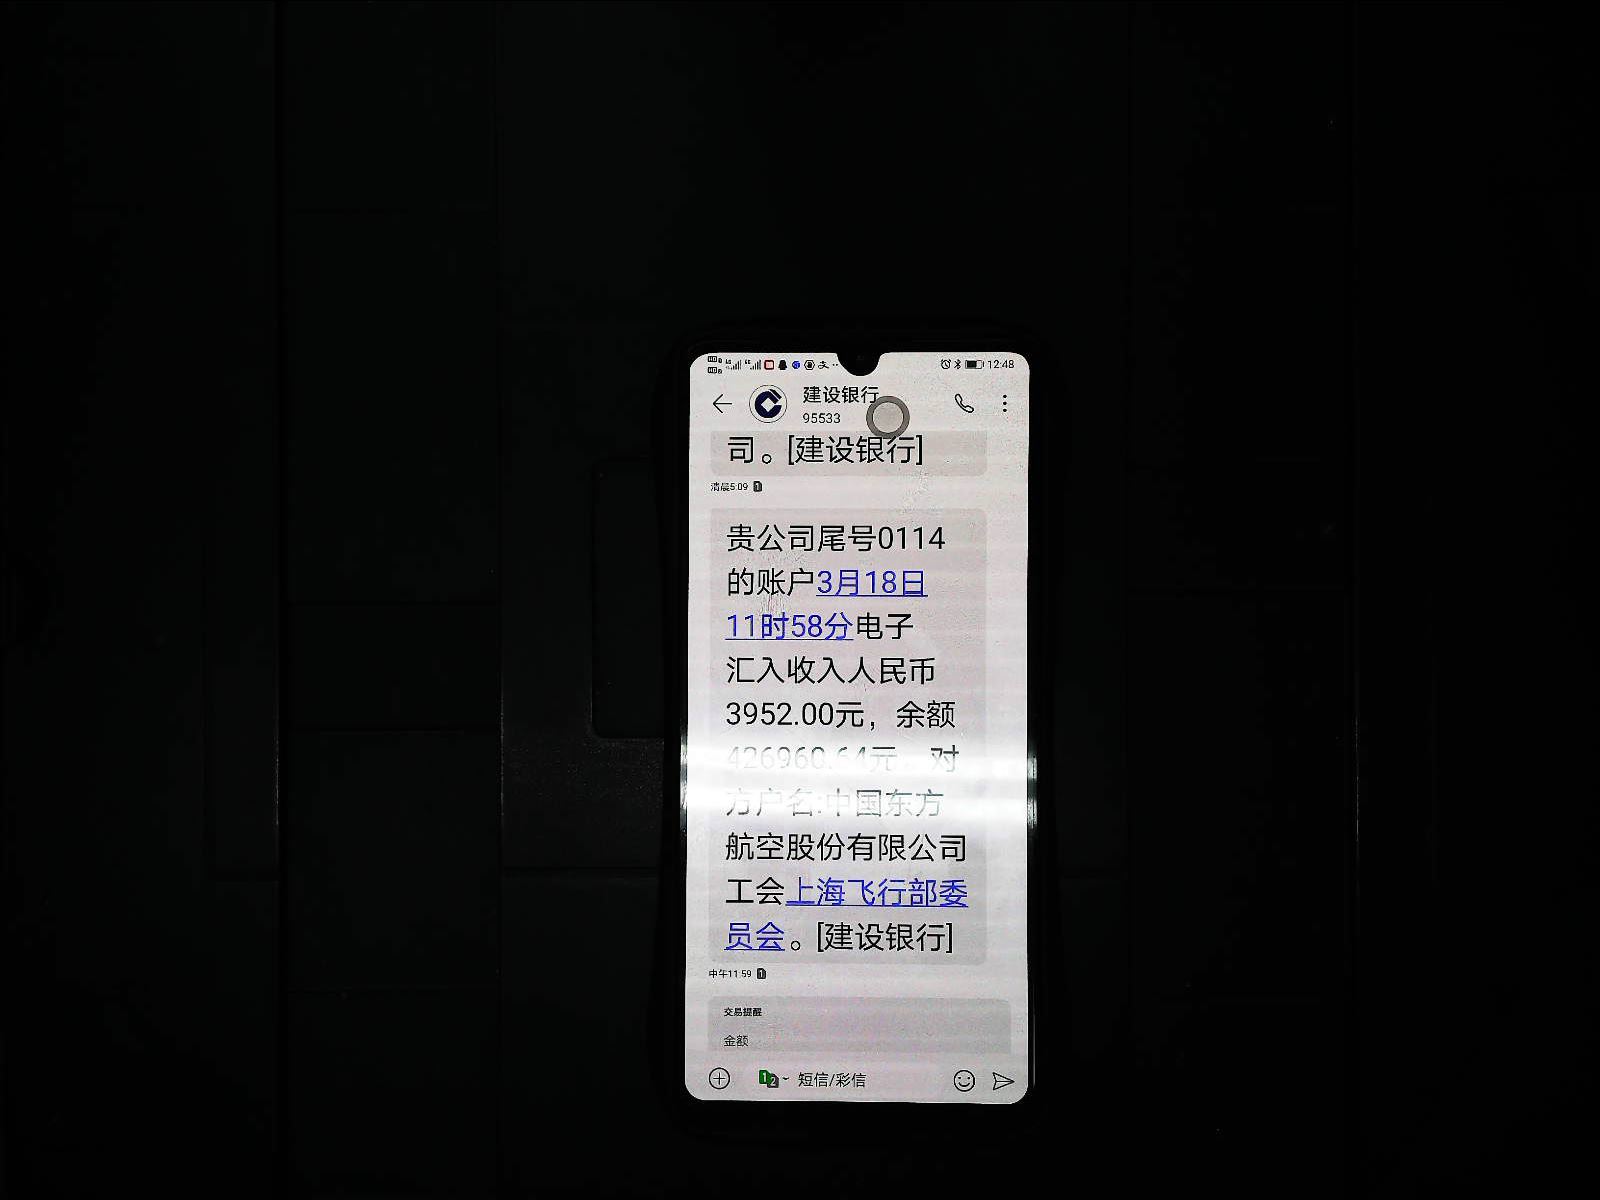 12:48
建设银行
95533
司。[建设银行]
清晨5:09 1
贵公司尾号0114
的账户3月18日
11时58分电子
汇入收入人民币
3952.00元，余额
426960.64元。对
方户名:中国东方
航空股份有限公司
工会上海飞行部委
员会。[建设银行]
中午11:59 1
交易提醒
金额
12 短信/彩信